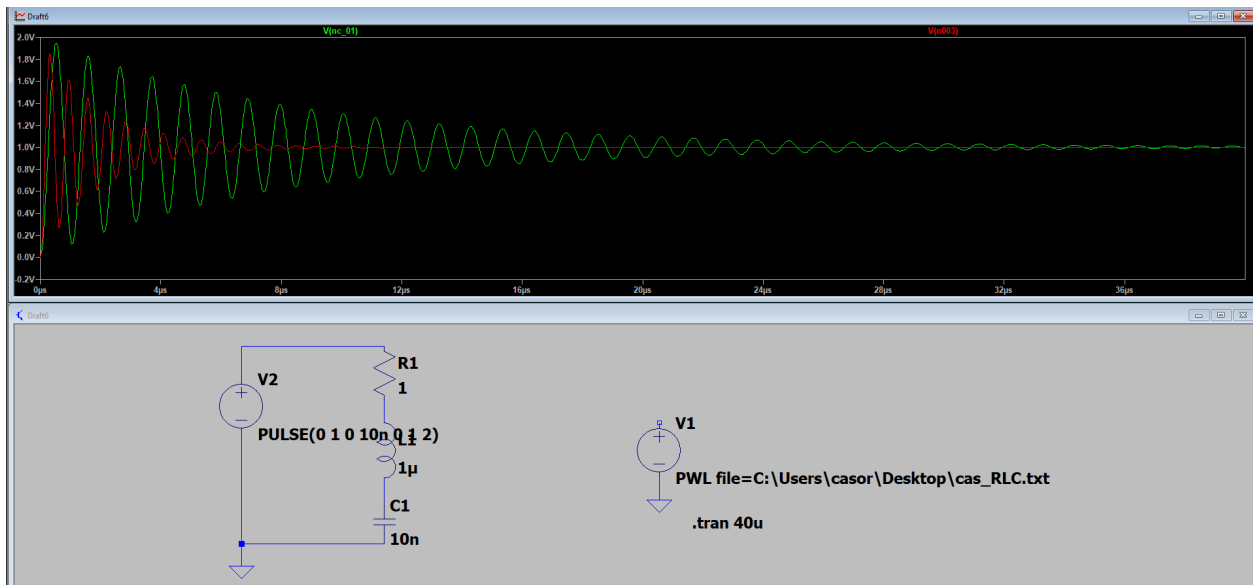 Draft6
V(nc_01) V(n003)
2.0V
1.8V
1.6V
1.4V
1.2V
1.0V
0.8V
0.6V
0.4V
0.2V
0.0V
-0.2V
0µs 4µs 8µs 12µs 16µs 20µs 24µs 28µs 32µs 36µs
Draft6
R1
1
V2
PULSE(0 1 0 10n 0 1 2)
L1
1µ
C1
10n
V1
PWL file=C:\Users\casor\Desktop\cas_RLC.txt
.tran 40u